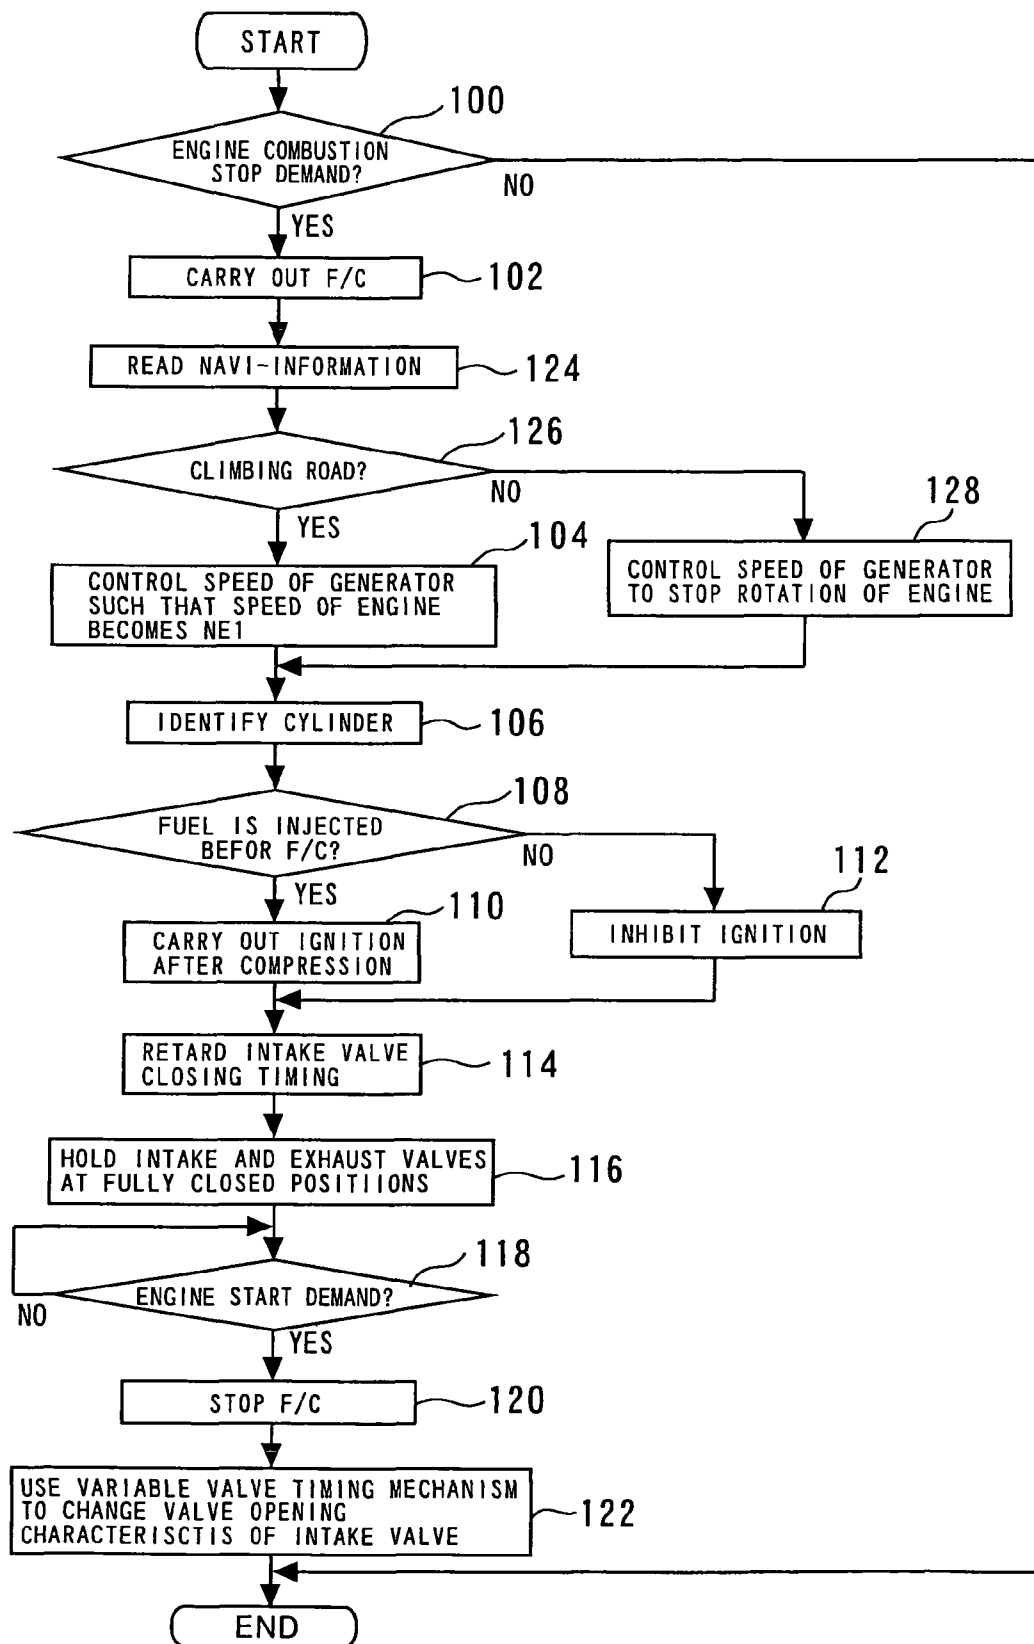 START
100
ENGINE COMBUSTION
STOP DEMAND?
NO
YES
CARRY OUT F/C
102
READ NAVI-INFORMATION
124
126
CLIMBING ROAD?
NO
YES
128
104
CONTROL SPEED OF GENERATOR
SUCH THAT SPEED OF ENGINE
BECOMES NE1
CONTROL SPEED OF GENERATOR
TO STOP ROTATION OF ENGINE
IDENTIFY CYLINDER
106
108
FUEL IS INJECTED
BEFOR F/C?
NO
YES
112
110
CARRY OUT IGNITION
AFTER COMPRESSION
INHIBIT IGNITION
RETARD INTAKE VALVE
CLOSING TIMING
114
HOLD INTAKE AND EXHAUST VALVES
AT FULLY CLOSED POSITIIONS
116
118
ENGINE START DEMAND?
NO
YES
STOP F/C
120
USE VARIABLE VALVE TIMING MECHANISM
TO CHANGE VALVE OPENING
CHARACTERISCTIS OF INTAKE VALVE
122
END